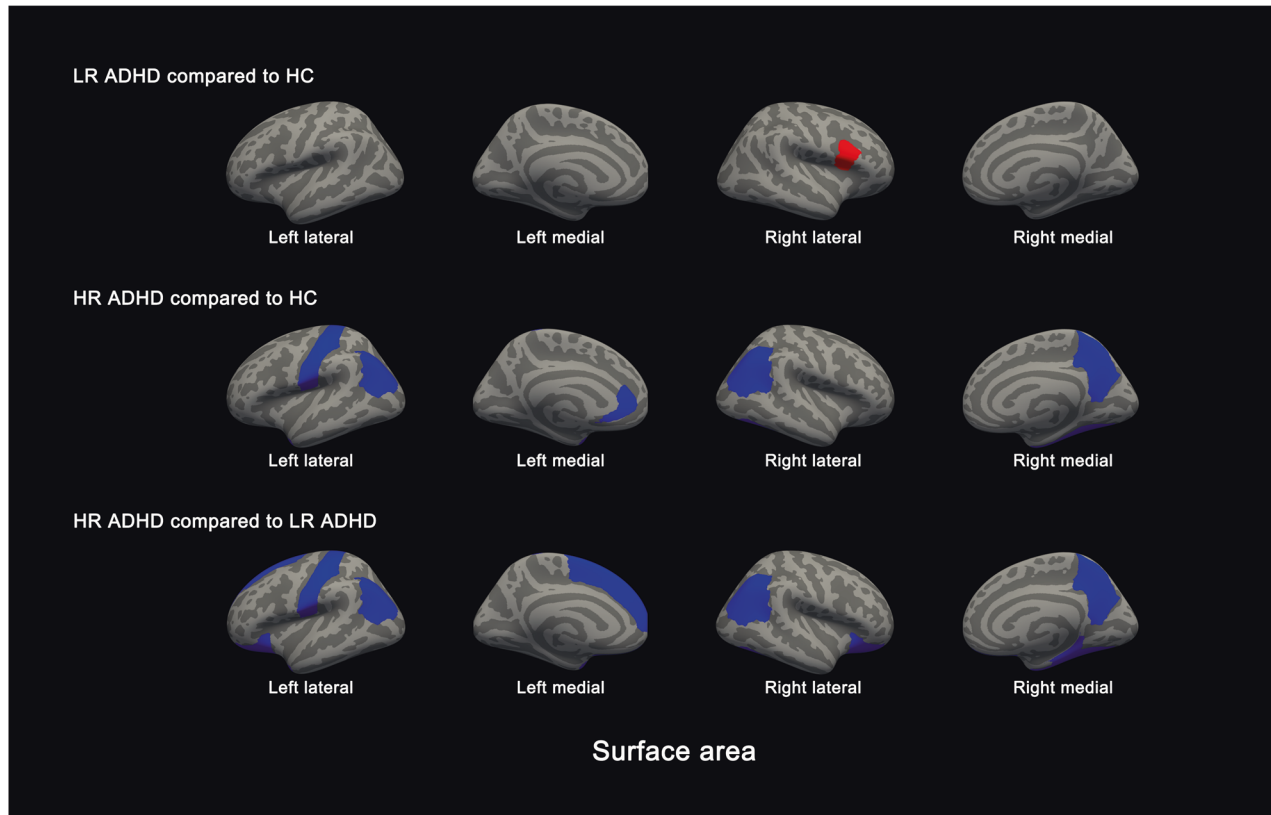 LR ADHD compared to HC
Left lateral
Left medial
Right lateral
Right medial
HR ADHD compared to HC
Left lateral
Left medial
Right lateral
Right medial
HR ADHD compared to LR ADHD
Left lateral
Left medial
Right lateral
Right medial
Surface area